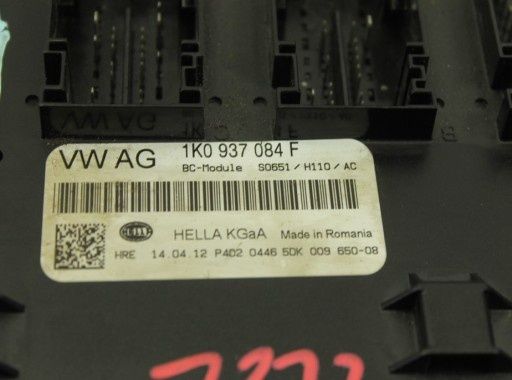 VW AG 1K0 937 084 F
BC-Module S0651 / H110 / AC
HELLA KGaA Made in Romania
HRE 14.04.12 P4D2 0446 5DK 009 650-08